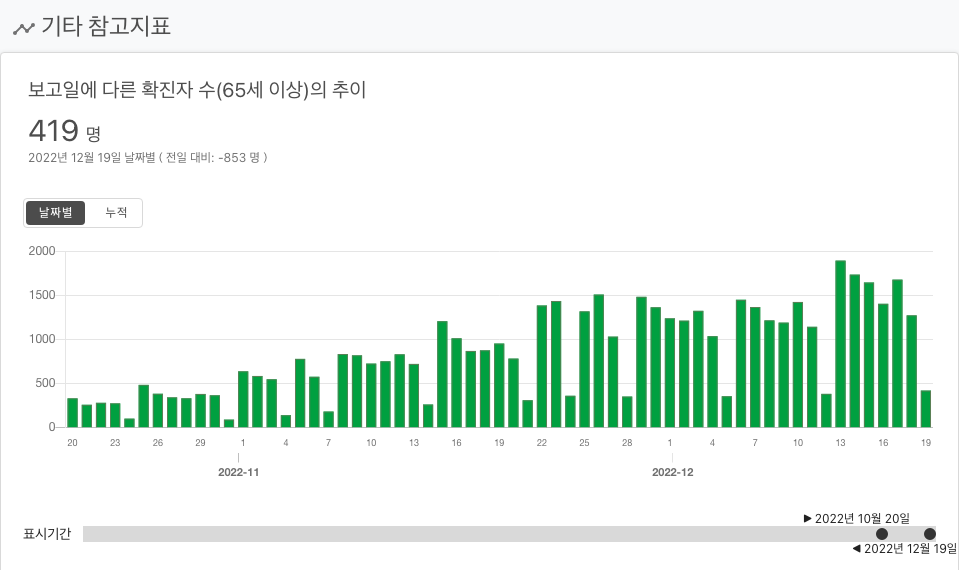 기타 참고지표
보고일에 다른 확진자 수(65세 이상)의 추이
419 명
2022년 12월 19일 날짜별 ( 전일 대비: -853 명 )
날짜별 누적
2000
1500
1000
500
0
20 23 26 29 1 4 7 10 13 16 19 22 25 28 1 4 7 10 13 16 19
2022-11 2022-12
▶ 2022년 10월 20일
표시기간
◀ 2022년 12월 19일